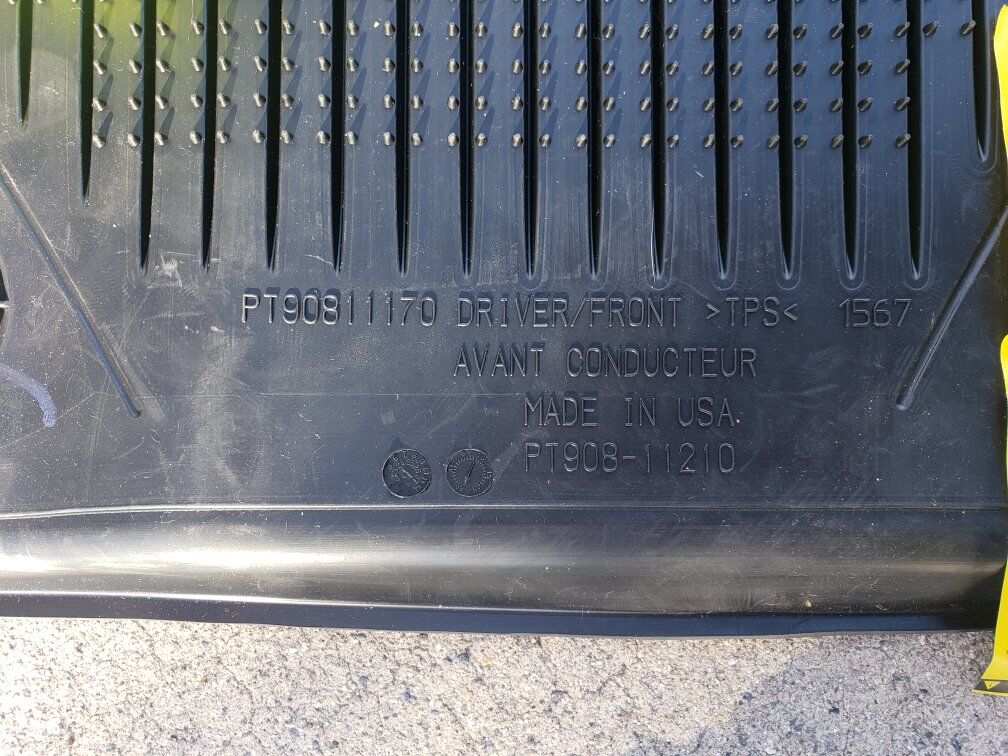 PT90811170 DRIVER/FRONT >TPS< 1567
AVANT CONDUCTEUR
MADE IN USA
PT908-11210